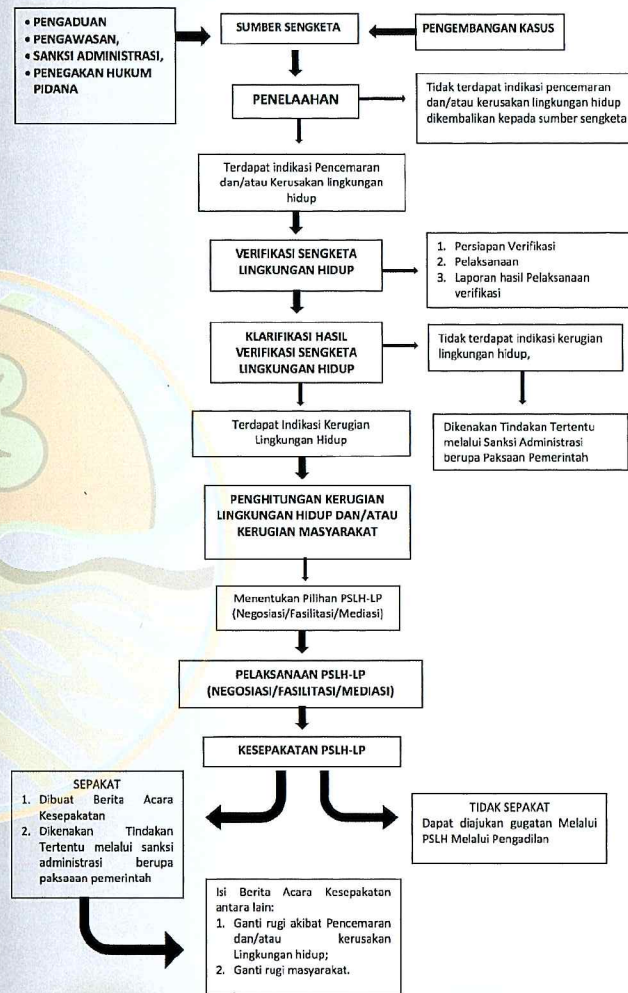 • PENGADUAN
• PENGAWASAN,
• SANKSI ADMINISTRASI,
• PENEGAKAN HUKUM
PIDANA
SUMBER SENGKETA
PENGEMBANGAN KASUS
PENELAAHAN
Tidak terdapat indikasi pencemaran
dan/atau kerusakan lingkungan hidup
dikembalikan kepada sumber sengketa
Terdapat indikasi Pencemaran
dan/atau Kerusakan lingkungan
hidup
VERIFIKASI SENGKETA
LINGKUNGAN HIDUP
1. Persiapan Verifikasi
2. Pelaksanaan
3. Laporan hasil Pelaksanaan
verifikasi
KLARIFIKASI HASIL
VERIFIKASI SENGKETA
LINGKUNGAN HIDUP
Tidak terdapat indikasi kerugian
lingkungan hidup,
Terdapat Indikasi Kerugian
Lingkungan Hidup
Dikenakan Tindakan Tertentu
melalui Sanksi Administrasi
berupa Paksaan Pemerintah
PENGHITUNGAN KERUGIAN
LINGKUNGAN HIDUP DAN/ATAU
KERUGIAN MASYARAKAT
Menentukan Pilihan PSLH-LP
(Negosiasi/Fasilitasi/Mediasi)
PELAKSANAAN PSLH-LP
(NEGOSIASI/FASILITASI/MEDIASI)
KESEPAKATAN PSLH-LP
SEPAKAT
1. Dibuat Berita Acara
Kesepakatan
2. Dikenakan Tindakan
Tertentu melalui sanksi
administrasi berupa
paksaan pemerintah
TIDAK SEPAKAT
Dapat diajukan gugatan Melalui
PSLH Melalui Pengadilan
Isi Berita Acara Kesepakatan
antara lain:
1. Ganti rugi akibat Pencemaran
dan/atau kerusakan
Lingkungan hidup;
2. Ganti rugi masyarakat.